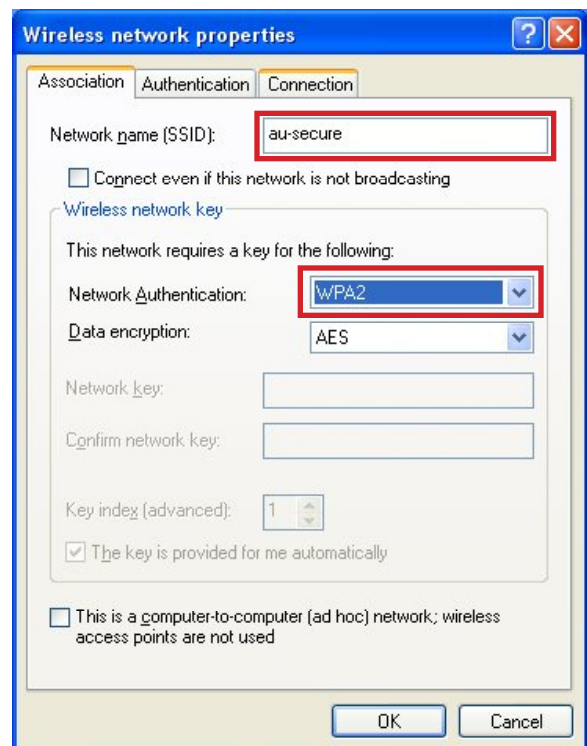 Wireless network properties
Association Authentication Connection
Network name (SSID): au-secure
Connect even if this network is not broadcasting
Wireless network key
This network requires a key for the following:
Network Authentication: WPA2
Data encryption: AES
Network key:
Confirm network key:
Key index (advanced): 1
The key is provided for me automatically
This is a computer-to-computer (ad hoc) network; wireless
access points are not used
OK Cancel